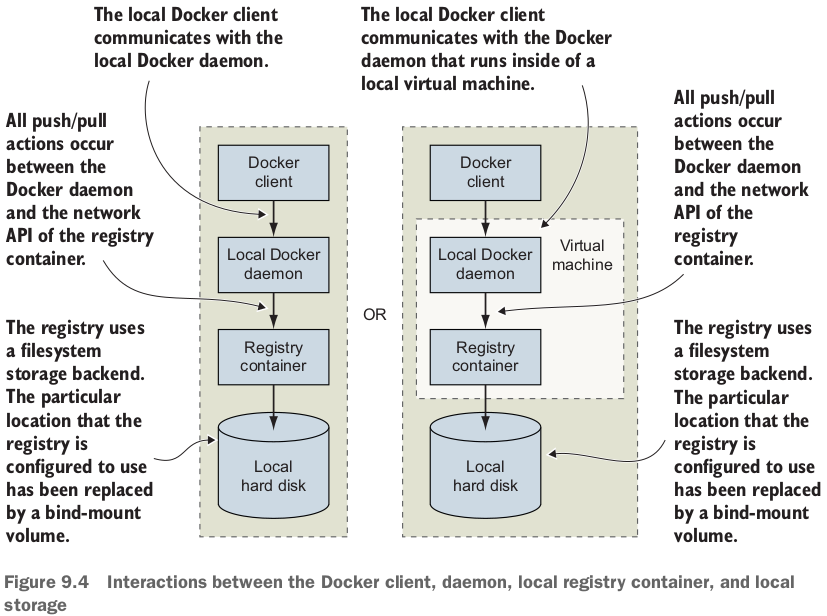 The local Docker client
communicates with the
local Docker daemon.
The local Docker client
communicates with the Docker
daemon that runs inside of a
local virtual machine.
All push/pull
actions occur
between the
Docker daemon
and the network
API of the registry
container.
The registry uses
a filesystem
storage backend.
The particular
location that the
registry is
configured to use
has been replaced
by a bind-mount
volume.
Docker
client
Local Docker
daemon
Registry
container
Local
hard disk
OR
Docker
client
Local Docker
daemon
Virtual
machine
Registry
container
Local
hard disk
All push/pull
actions occur
between the
Docker daemon
and the network
API of the
registry
container.
The registry uses
a filesystem
storage backend.
The particular
location that the
registry is
configured to use
has been replaced
by a bind-mount
volume.
Figure 9.4 Interactions between the Docker client, daemon, local registry container, and local
storage